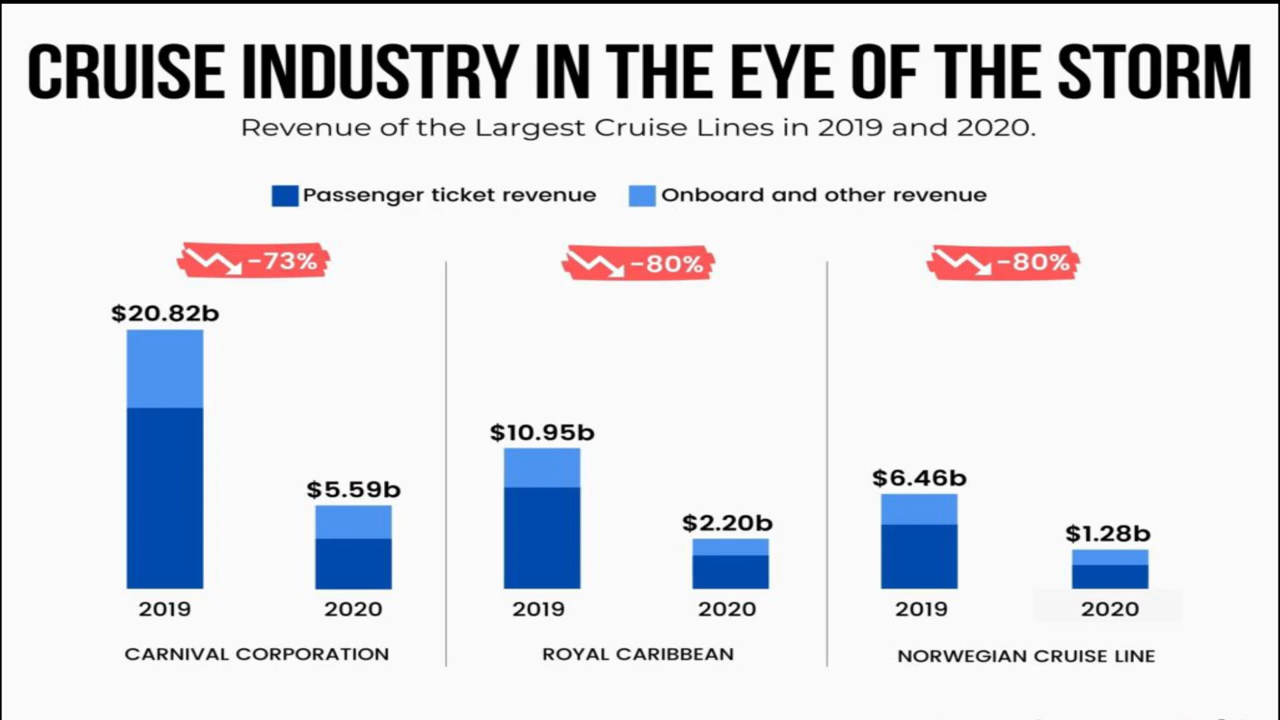 CRUISE INDUSTRY IN THE EYE OF THE STORM
Revenue of the Largest Cruise Lines in 2019 and 2020.
Passenger ticket revenue
Onboard and other revenue
-73%
-80%
-80%
$20.82b
$5.59b
$10.95b
$2.20b
$6.46b
$1.28b
2019
2020
2019
2020
2019
2020
CARNIVAL CORPORATION
ROYAL CARIBBEAN
NORWEGIAN CRUISE LINE